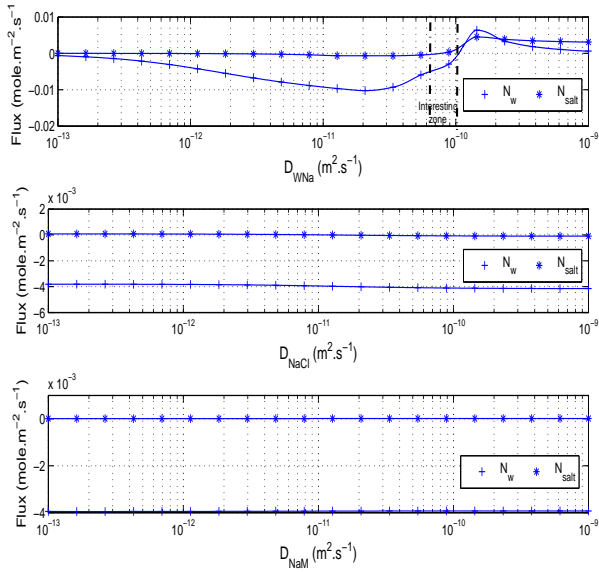 Flux (mole.m⁻².s⁻¹)
0.02
0.01
0
−0.01
−0.02
Interesting
zone
N_w N_salt
10⁻¹³ 10⁻¹² 10⁻¹¹ 10⁻¹⁰ 10⁻⁹
D_WNa (m².s⁻¹)
x 10⁻³
Flux (mole.m⁻².s⁻¹)
2
0
−2
−4
−6
N_w N_salt
10⁻¹³ 10⁻¹² 10⁻¹¹ 10⁻¹⁰ 10⁻⁹
D_NaCl (m².s⁻¹)
x 10⁻³
Flux (mole.m⁻².s⁻¹)
0
−2
−4
N_w N_salt
10⁻¹³ 10⁻¹² 10⁻¹¹ 10⁻¹⁰ 10⁻⁹
D_NaM (m².s⁻¹)